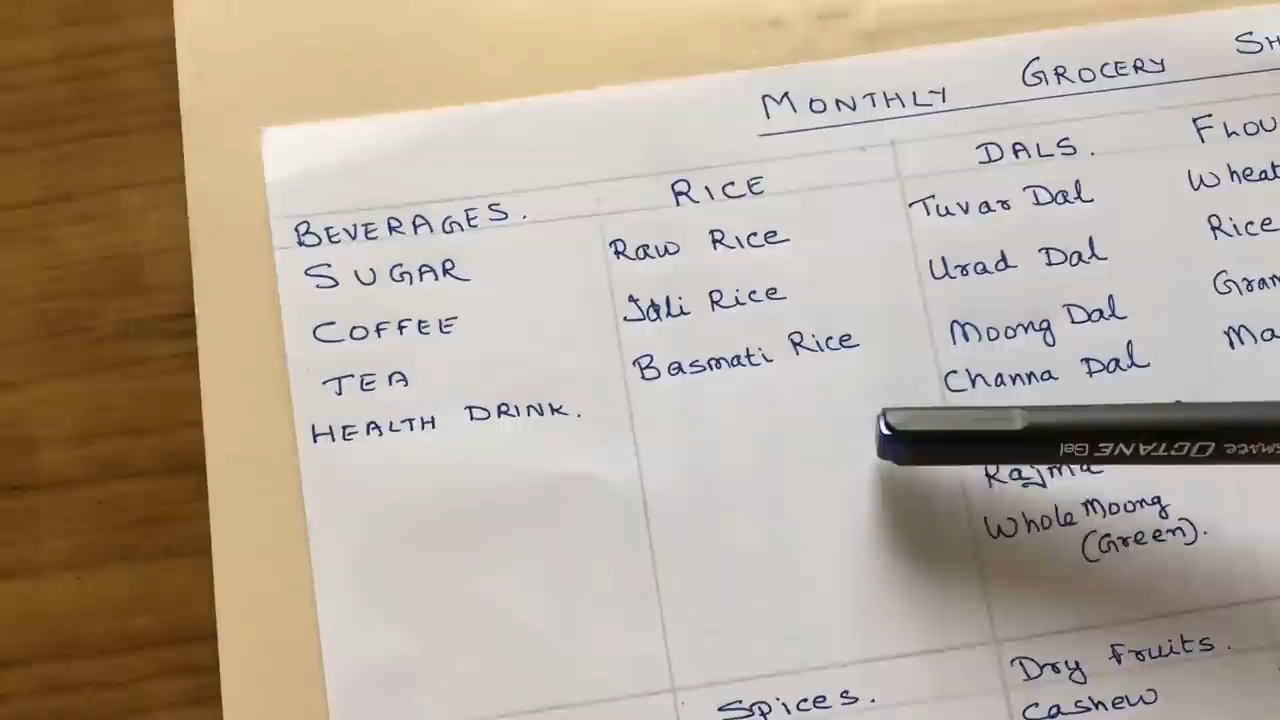 MONTHLY GROCERY
BEVERAGES.
SUGAR
COFFEE
TEA
HEALTH DRINK.
RICE
Raw Rice
Idli Rice
Basmati Rice
DALS.
Tuvar Dal
Urad Dal
Moong Dal
Channa Dal
Rajma
Whole Moong
(Green).
Wheat
Rice
OCTANE Gel
Spices.
Dry Fruits.
Cashew